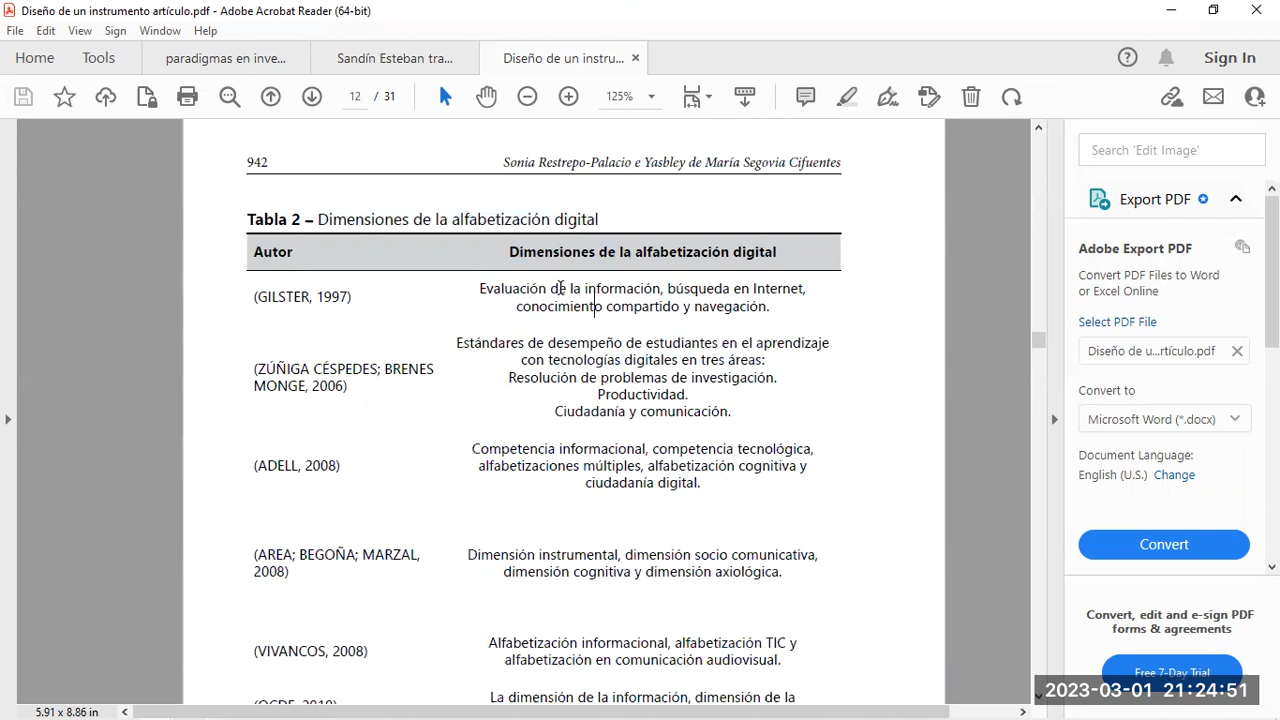 Diseño de un instrumento artículo.pdf - Adobe Acrobat Reader (64-bit)
File Edit View Sign Window Help
Home Tools paradigmas en inve... Sandín Esteban tra... Diseño de un instru... Sign In
12 / 31 125%
Search 'Edit Image'
942 Sonia Restrepo-Palacio e Yasbley de María Segovia Cifuentes
Tabla 2 – Dimensiones de la alfabetización digital
Autor Dimensiones de la alfabetización digital
(GILSTER, 1997) Evaluación de la información, búsqueda en Internet,
conocimiento compartido y navegación.
Estándares de desempeño de estudiantes en el aprendizaje
con tecnologías digitales en tres áreas:
(ZÚÑIGA CÉSPEDES; BRENES
MONGE, 2006)
Resolución de problemas de investigación.
Productividad.
Ciudadanía y comunicación.
(ADELL, 2008) Competencia informacional, competencia tecnológica,
alfabetizaciones múltiples, alfabetización cognitiva y
ciudadanía digital.
(AREA; BEGOÑA; MARZAL,
2008)
Dimensión instrumental, dimensión socio comunicativa,
dimensión cognitiva y dimensión axiológica.
(VIVANCOS, 2008) Alfabetización informacional, alfabetización TIC y
alfabetización en comunicación audiovisual.
La dimensión de la información, dimensión de la
5.91 x 8.86 in
Export PDF
Adobe Export PDF
Convert PDF Files to Word
or Excel Online
Select PDF File
Diseño de u...rtículo.pdf
Convert to
Microsoft Word (*.docx)
Document Language:
English (U.S.) Change
Convert
Convert, edit and e-sign PDF
forms & agreements
Free 7-Day Trial
2023-03-01 21:24:51